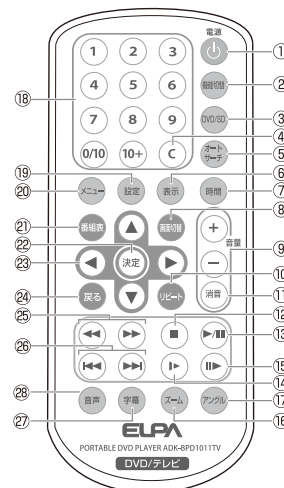 電源
1 2 3 ①
4 5 6 機能切替 ②
⑱
7 8 9 DVD/SD ③
④
0/10 10+ C オートサーチ ⑤
⑲ ⑥
⑳ メニュー 設定 表示 時間 ⑦
⑧
㉑ 番組表 画面切替 +
㉒ 音量 ⑨
㉓ 決定 −
⑩
㉔ 戻る リピート 消音 ⑪
㉕ ⑫
⑬
㉖
⑮
⑭
㉘ 音声 字幕 ズーム アングル ⑰
㉗ ⑯
ELPA
PORTABLE DVD PLAYER ADK-BPD1011TV
DVD/テレビ